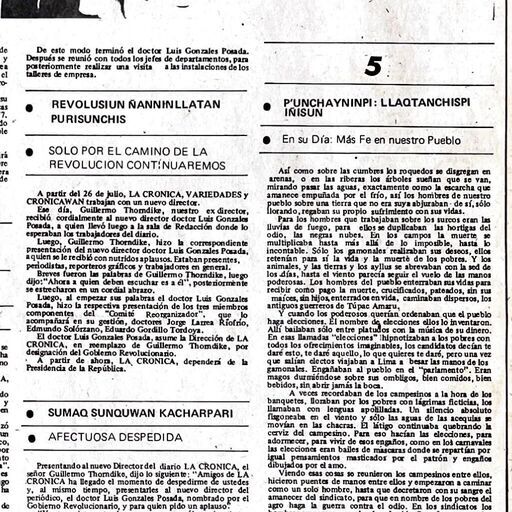 De este modo terminó el doctor Luis Gonzales Posada.
Después se reunió con todos los jefes de departamentos, para
posteriormente realizar una visita a las instalaciones de los
talleres de empresa.
REVOLUSIUN ÑANNINLLATAN
PURISUNCHIS
SOLO POR EL CAMINO DE LA
REVOLUCION CONTINUAREMOS
A partir del 26 de julio, LA CRONICA, VARIEDADES y
CRONICAWAN trabajan con un nuevo director.
Ese día, Guillermo Thorndike, nuestro ex director,
recibió cordialmente al nuevo director doctor Luis Gonzales
Posada, a quien llevó luego a la sala de Redacción donde lo
esperaban los trabajadores del diario.
Luego, Guillermo Thorndike, hizo la correspondiente
presentación del nuevo director doctor Luis Gonzales Posada,
a quien se le recibió con nutridos aplausos. Estaban presentes,
periodistas, reporteros gráficos y trabajadores en general.
Breves fueron las palabras de Guillermo Thorndike, luego
dijo: "Ahora a quien deben escuchar es a él", posteriormente
se estrecharon en un cordial abrazo.
Luego, al empezar sus palabras el doctor Luis Gonzales
Posada, hizo la respectiva presentación de los tres miembros
componentes del "Comité Reorganizador", que lo
acompañará en su gestión, doctores Jorge Lazrea Riofrío,
Edmundo Solórzano, Eduardo Gordillo Tordoya.
El doctor Luis Gonzales Posada, asume la Dirección de LA
CRONICA, en reemplazo de Guillermo Thorndike, por
designación del Gobierno Revolucionario.
A partir de ahora, LA CRONICA, dependerá de la
Presidencia de la República.
SUMAQ SUNQUWAN KACHARPARI
AFECTUOSA DESPEDIDA
Presentando al nuevo Director del diario LA CRONICA, el
señor Guillermo Thorndike, dijo lo siguiente: "Amigos de LA
CRONICA ha llegado el momento de despedirme de ustedes
y, al mismo tiempo, presentarles al nuevo director del
periódico, el doctor Luis Gonzales Posada, nombrado por el
Gobierno Revolucionario, y para quien pido un aplauso".
5
P'UNCHAYNINPI: LLAQTANCHISPI
IÑISUN
En su Día: Más Fe en nuestro Pueblo
Así como sobre las cumbres los roquedos se disgregan en
arenas, o en las riberas los árboles sueñan que se van,
mirando pasar las aguas, exactamente como la escarcha que
amanece empuñada por el frío, así los hombres de nuestro
pueblo sobre una tierra que no era suya abjuraban de sí, sólo
llorando, regaban su propio sufrimiento con su vidas.
Para los hombres que trabajaban sobre los surcos eran las
lluvias de fuego, para ellos se duplicaban las hortigas del
odio, las negras nubes. En los campos la muerte se
multiplicaba hasta más allá de lo imposible, hasta lo
incontable. Sólo los gamonales realizaban sus deseos, ellos
retenían para sí la vida y la muerte de los pobres. Y los
animales, y las tierras y los ayllus se abrevaban con la sed de
los días, hasta el viento parecía seguir el vuelo de las manos
poderosas. Los hombres del pueblo enterraban sus vidas para
recibir como pago la muerte, crucificados, pateados, sin sus
maíces, sin hijos, enterrados en vida, caminaban dispersos, los
antiguos guerreros de Túpac Amaru.
Y cuando los poderosos querían ordenaban que el pueblo
haga elecciones. El nombre de elecciones ellos lo inventaron.
Allí bailaban sólo entre platudos con la música de su dinero.
En esas llamadas "elecciones" hipnotizaban a los pobres con
todos los ofrecimientos imaginables, los candidatos decían te
daré esto, te daré aquello, lo que quieres te daré, pero una vez
que salían electos viajaban a Lima a besar las manos de los
gamonales. Engañaban al pueblo en el "parlamento". Eran
magos durmiéndose sobre sus ombligos, bien comidos, bien
bebidos, sin abrir jamás la boca.
A veces recordaban de los campesinos a la hora de los
banquetes, lloraban por los pobres con lágrimas ficticias, los
llamaban con lenguas apolilladas. Un silencio absoluto
flagoneaba en el viento y sólo las aguas de las acequias se
movían en las chacras. El látigo continuaba quebrando la
cerviz del campesino. Para eso hacían las elecciones, para
adormecer, para vivir de esos engaños, como en los carnavales
las elecciones eran bailes de máscaras donde se repartían por
igual pensamiento masticados por el patrón y engaños
dibujados por el amo.
Viendo esas cosas se reunieron los campesinos entre ellos,
hicieron puentes de manos entre ellos y empezaron a caminar
como un solo hombre, hasta que decretaron con su sangre el
amanecer del sindicato, para que en nombre de los pobres del
agro haga la guerra contra el odio. En los sindicatos los